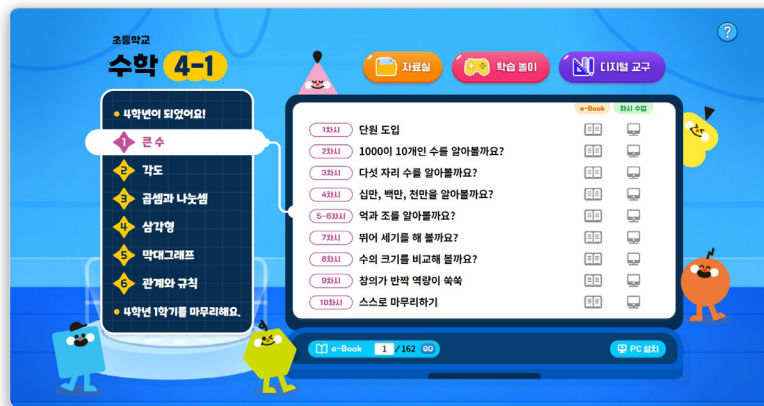 초등학교
수학 4-1
자료실
학습 놀이
디지털 교구
?
4학년이 되었어요!
1 큰 수
2 각도
3 곱셈과 나눗셈
4 삼각형
5 막대그래프
6 관계와 규칙
4학년 1학기를 마무리해요.
e-Book 차시 수업
1차시 단원 도입
2차시 1000이 10개인 수를 알아볼까요?
3차시 다섯 자리 수를 알아볼까요?
4차시 십만, 백만, 천만을 알아볼까요?
5-6차시 억과 조를 알아볼까요?
7차시 뛰어 세기를 해 볼까요?
8차시 수의 크기를 비교해 볼까요?
9차시 창의가 반짝 역량이 쑥쑥
10차시 스스로 마무리하기
e-Book 1 /162 GO
PC 설치